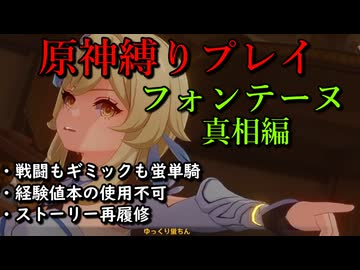 原神縛りプレイ
フォンテーヌ
真相編
・戦闘もギミックも蛍単騎
・経験値本の使用不可
・ストーリー再履修
ゆっくり蛍ちん